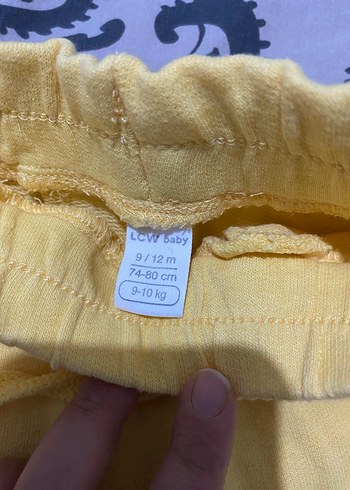 LCW baby
9 / 12 m
74-80 cm
9-10 kg